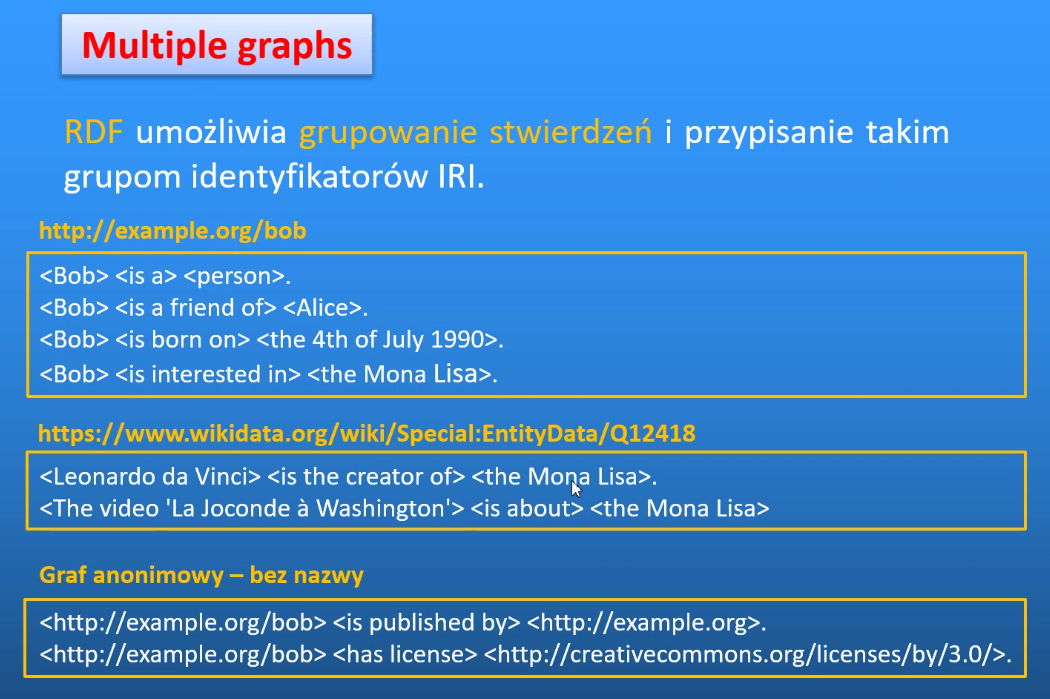 Multiple graphs
RDF umożliwia grupowanie stwierdzeń i przypisanie takim
grupom identyfikatorów IRI.
http://example.org/bob
<Bob> <is a> <person>.
<Bob> <is a friend of> <Alice>.
<Bob> <is born on> <the 4th of July 1990>.
<Bob> <is interested in> <the Mona Lisa>.
https://www.wikidata.org/wiki/Special:EntityData/Q12418
<Leonardo da Vinci> <is the creator of> <the Mona Lisa>.
<The video 'La Joconde à Washington'> <is about> <the Mona Lisa>
Graf anonimowy – bez nazwy
<http://example.org/bob> <is published by> <http://example.org>.
<http://example.org/bob> <has license> <http://creativecommons.org/licenses/by/3.0/>.